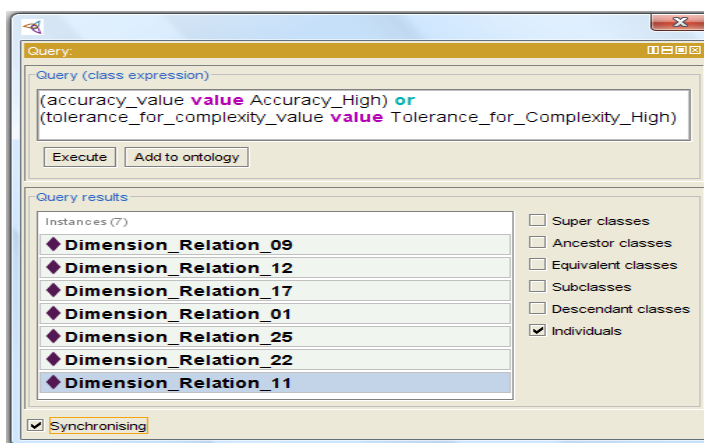 Query:
Query (class expression)
(accuracy_value value Accuracy_High) or
(tolerance_for_complexity_value value Tolerance_for_Complexity_High)
Execute
Add to ontology
Query results
Instances (7)
Dimension_Relation_09
Dimension_Relation_12
Dimension_Relation_17
Dimension_Relation_01
Dimension_Relation_25
Dimension_Relation_22
Dimension_Relation_11
Super classes
Ancestor classes
Equivalent classes
Subclasses
Descendant classes
Individuals
Synchronising